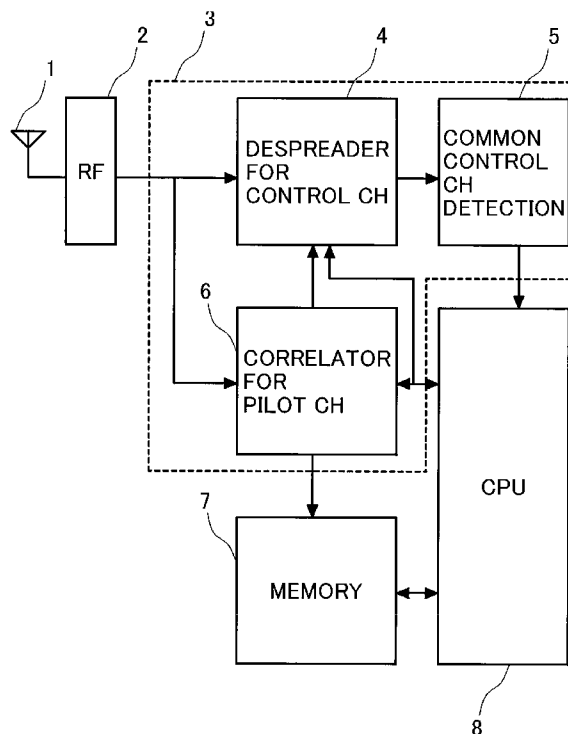 1
2
3
4
5
RF
DESPREADER
FOR
CONTROL CH
COMMON
CONTROL
CH
DETECTION
6
CORRELATOR
FOR
PILOT CH
CPU
7
MEMORY
8